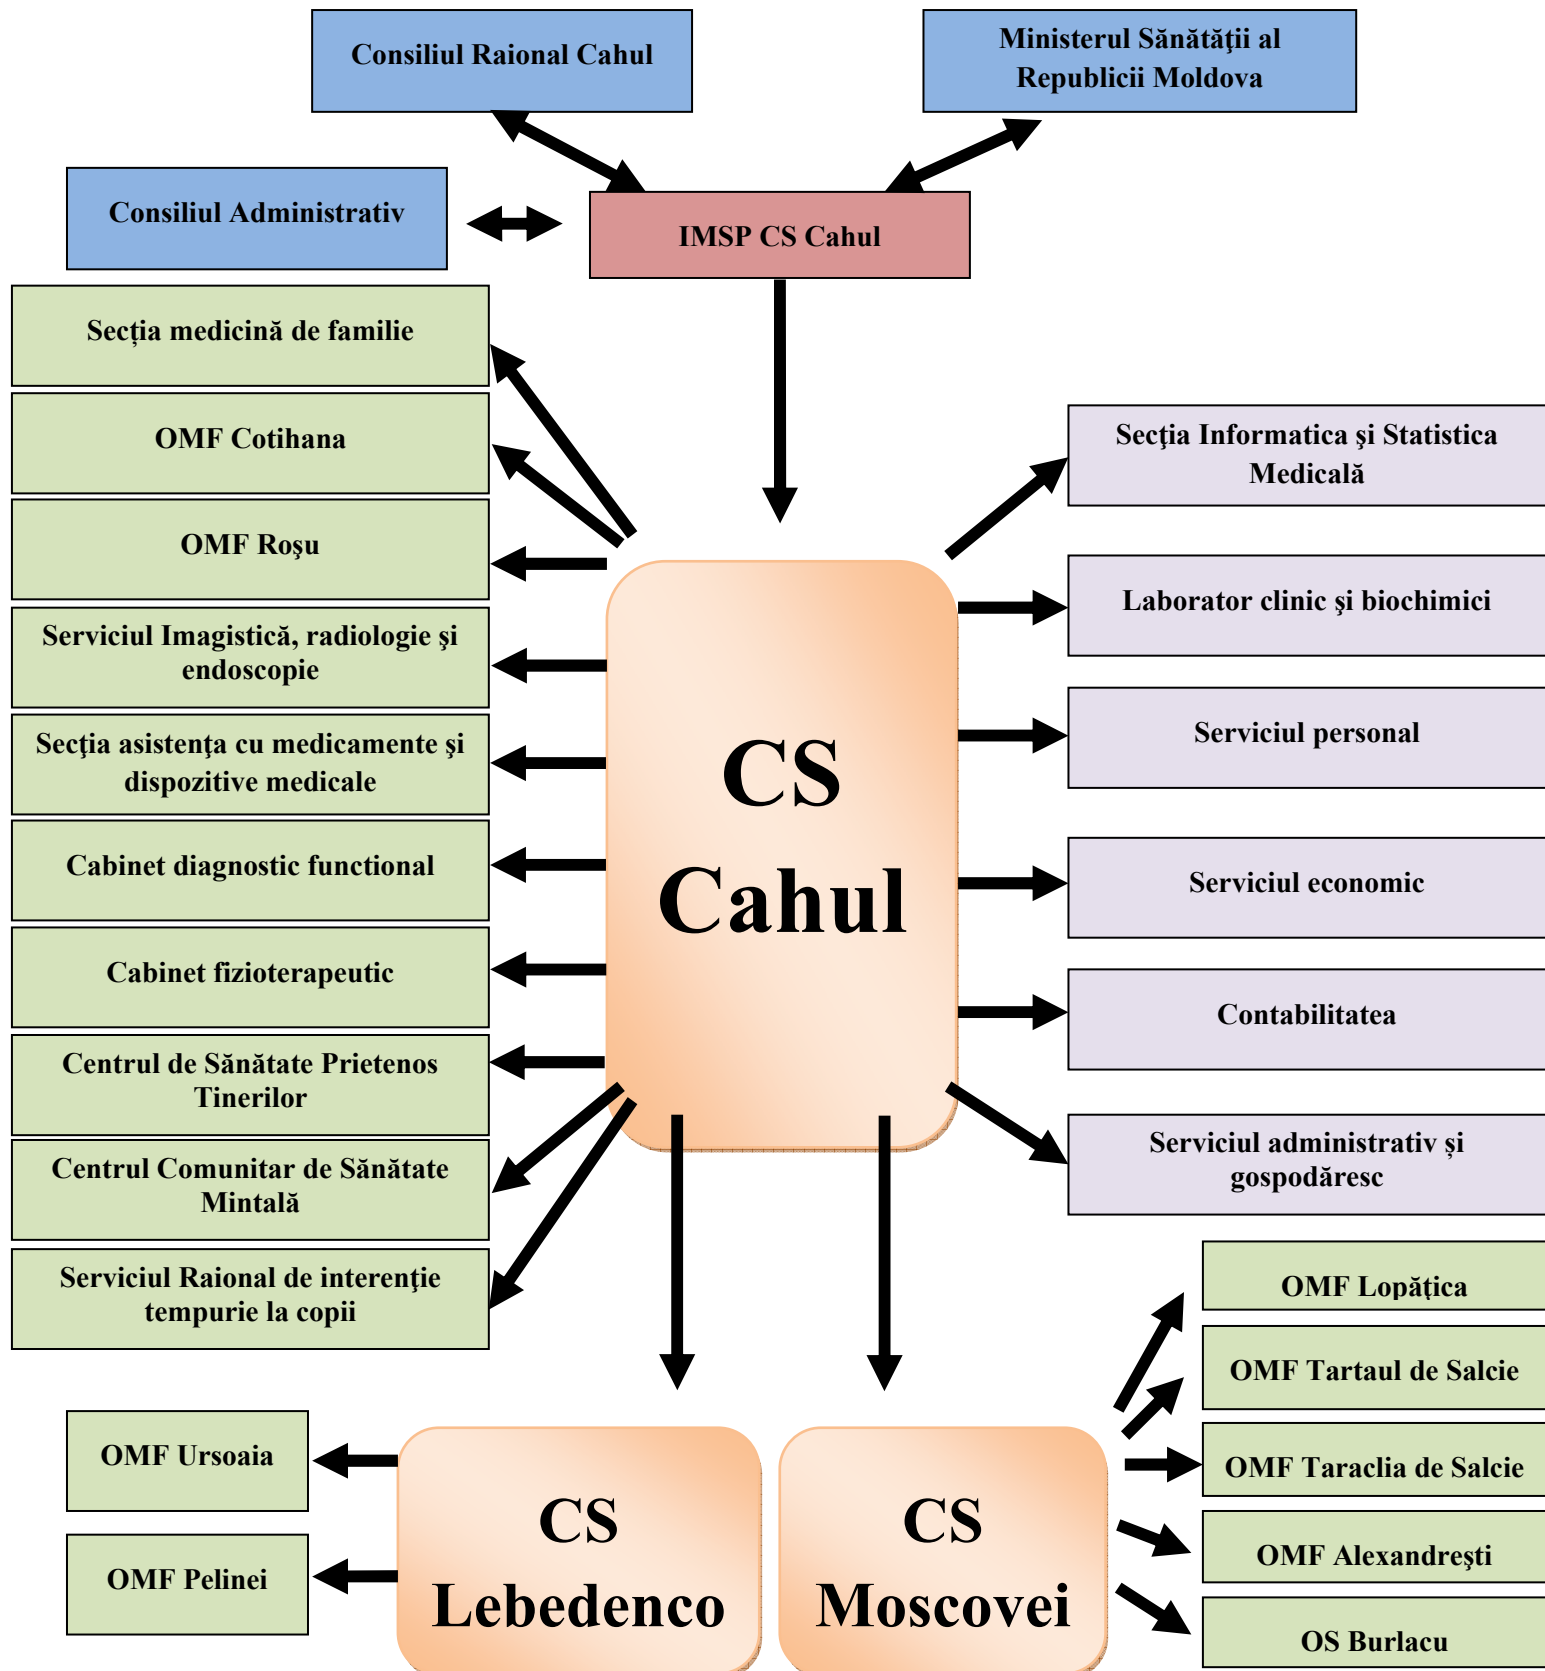 Consiliul Raional Cahul
Ministerul Sănătăţii al
Republicii Moldova
Consiliul Administrativ
IMSP CS Cahul
Secția medicină de familie
OMF Cotihana
OMF Roşu
Serviciul Imagistică, radiologie şi
endoscopie
Secţia asistenţa cu medicamente şi
dispozitive medicale
Cabinet diagnostic functional
Cabinet fizioterapeutic
Centrul de Sănătate Prietenos
Tinerilor
Centrul Comunitar de Sănătate
Mintală
Serviciul Raional de interenţie
tempurie la copii
CS
Cahul
Secţia Informatica şi Statistica
Medicală
Laborator clinic şi biochimici
Serviciul personal
Serviciul economic
Contabilitatea
Serviciul administrativ și
gospodăresc
OMF Ursoaia
OMF Pelinei
CS
Lebedenco
CS
Moscovei
OMF Lopățica
OMF Tartaul de Salcie
OMF Taraclia de Salcie
OMF Alexandreşti
OS Burlacu